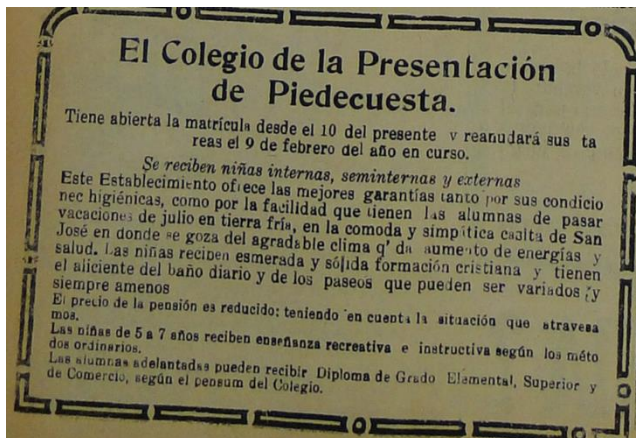 El Colegio de la Presentación
de Piedecuesta.
Tiene abierta la matrícula desde el 10 del presente v reanudará sus ta
reas el 9 de febrero del año en curso.
Se reciben niñas internas, seminternas y externas
Este Establecimiento ofrece las mejores garantías tanto por sus condicio
nec higiénicas, como por la facilidad que tienen las alumnas de pasar
vacaciones de julio en tierra fría, en la comoda y simpática casita de San
José en donde se goza del agradable clima q' da aumento de energías y
salud. Las niñas reciben esmerada y sólida formación cristiana y tienen
el aliciente del baño diario y de los paseos que pueden ser variados y
siempre amenos
El precio de la pensión es reducido: teniendo en cuenta la situación que atravesa
mos.
Las niñas de 5 a 7 años reciben enseñanza recreativa e instructiva según los méto
dos ordinarios.
Las alumnas adelantadas pueden recibir Diploma de Grado Elemental, Superior y
de Comercio, según el pensum del Colegio.